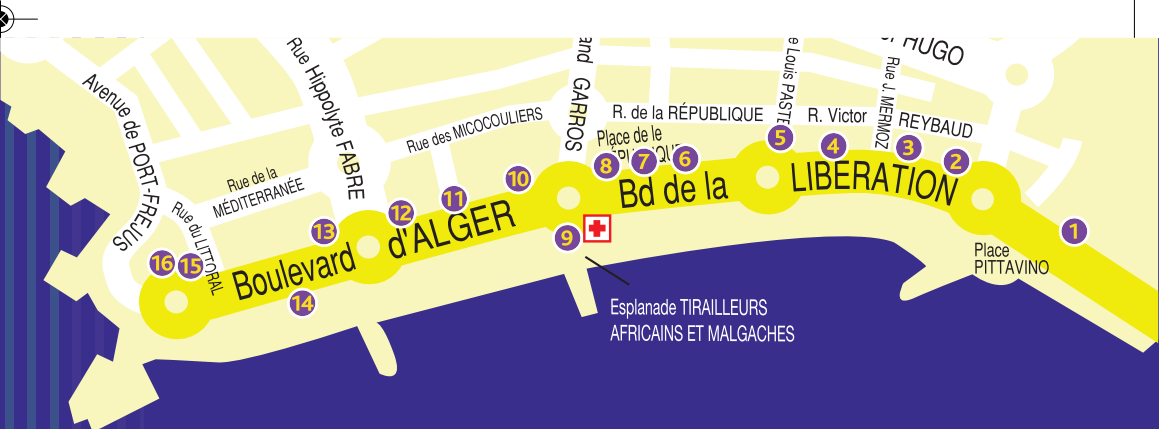 HUGO
Avenue de PORT-FREJUS
Rue Hippolyte FABRE
GARROS
Rue J. MERMOZ
R. de la RÉPUBLIQUE
R. Victor
REYBAUD
Rue des MICOCOULIERS
Place de le
5
4
3
2
8
7
6
10
Rue de la
MÉDITERRANÉE
Rue du LITTORAL
Bd de la
LIBERATION
11
12
13
d'ALGER
Boulevard
9
1
16
15
14
Place
PITTAVINO
Esplanade TIRAILLEURS
AFRICAINS ET MALGACHES